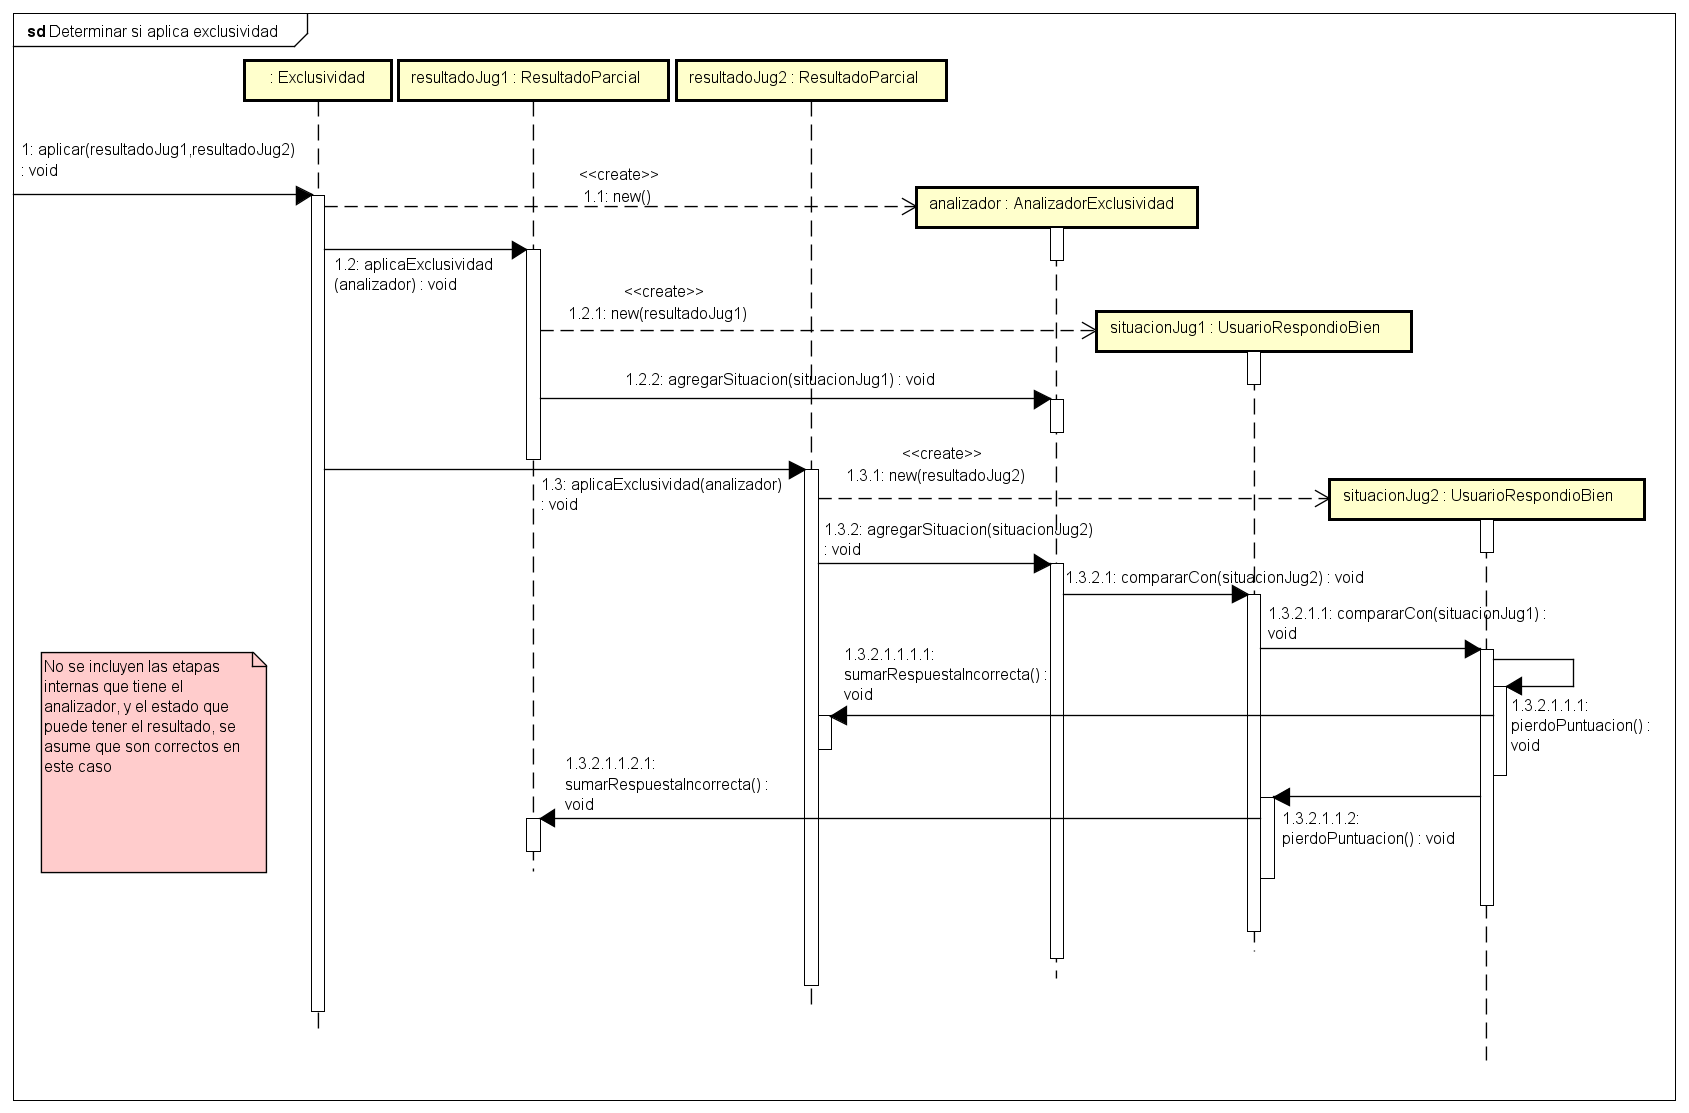 sd Determinar si aplica exclusividad
: Exclusividad
resultadoJug1 : ResultadoParcial
resultadoJug2 : ResultadoParcial
1: aplicar(resultadoJug1,resultadoJug2)
: void
<<create>>
1.1: new()
analizador : AnalizadorExclusividad
1.2: aplicaExclusividad
(analizador) : void
<<create>>
1.2.1: new(resultadoJug1)
situacionJug1 : UsuarioRespondioBien
1.2.2: agregarSituacion(situacionJug1) : void
<<create>>
1.3.1: new(resultadoJug2)
1.3: aplicaExclusividad(analizador)
: void
situacionJug2 : UsuarioRespondioBien
1.3.2: agregarSituacion(situacionJug2)
: void
1.3.2.1: compararCon(situacionJug2) : void
1.3.2.1.1: compararCon(situacionJug1) :
void
1.3.2.1.1.1.1:
sumarRespuestaIncorrecta() :
void
No se incluyen las etapas
internas que tiene el
analizador, y el estado que
puede tener el resultado, se
asume que son correctos en
este caso
1.3.2.1.1.1:
pierdoPuntuacion() :
void
1.3.2.1.1.2.1:
sumarRespuestaIncorrecta() :
void
1.3.2.1.1.2:
pierdoPuntuacion() : void